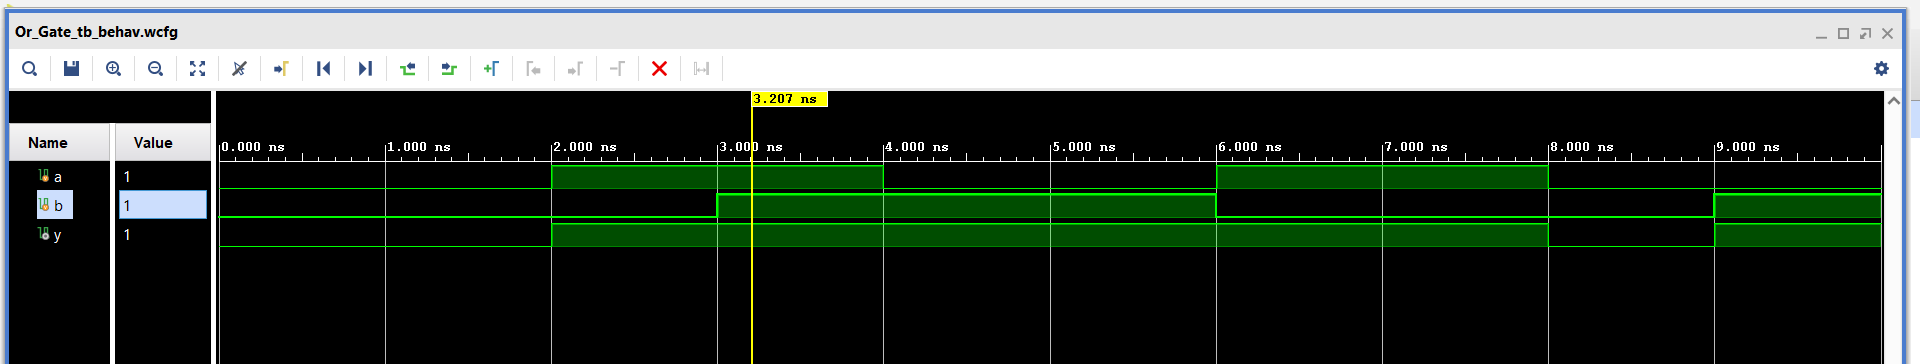 Or_Gate_tb_behav.wcfg
3.207 ns
Name Value
0.000 ns 1.000 ns 2.000 ns 3.000 ns 4.000 ns 5.000 ns 6.000 ns 7.000 ns 8.000 ns 9.000 ns
a 1
b 1
y 1